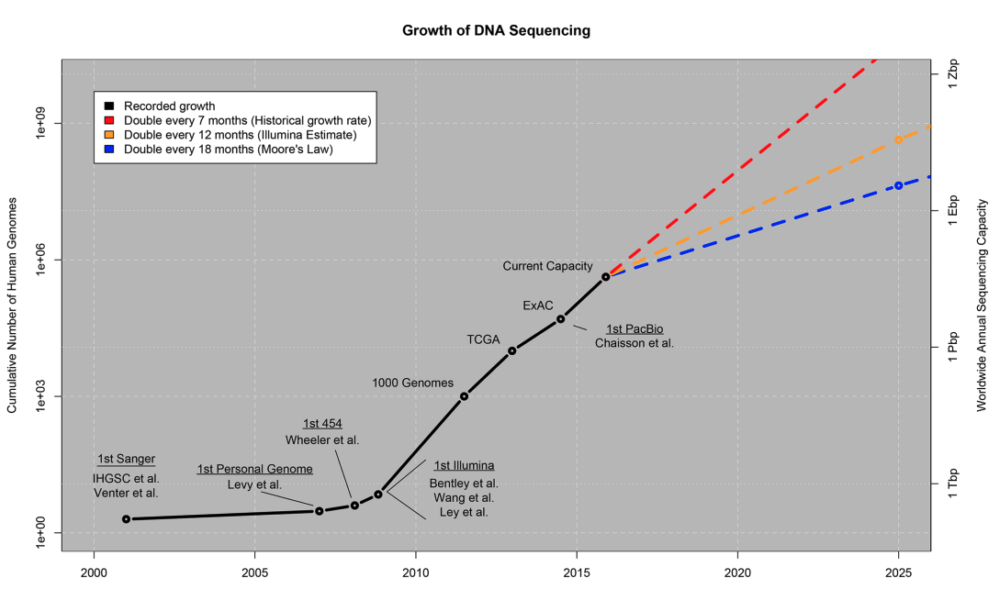 Growth of DNA Sequencing
Recorded growth
Double every 7 months (Historical growth rate)
Double every 12 months (Illumina Estimate)
Double every 18 months (Moore's Law)
Cumulative Number of Human Genomes
1e+09
1e+06
1e+03
1e+00
1 Zbp
1 Ebp
1 Pbp
1 Tbp
Worldwide Annual Sequencing Capacity
Current Capacity
ExAC
1st PacBio
Chaisson et al.
TCGA
1000 Genomes
1st 454
Wheeler et al.
1st Sanger
IHGSC et al.
Venter et al.
1st Personal Genome
Levy et al.
1st Illumina
Bentley et al.
Wang et al.
Ley et al.
2000
2005
2010
2015
2020
2025